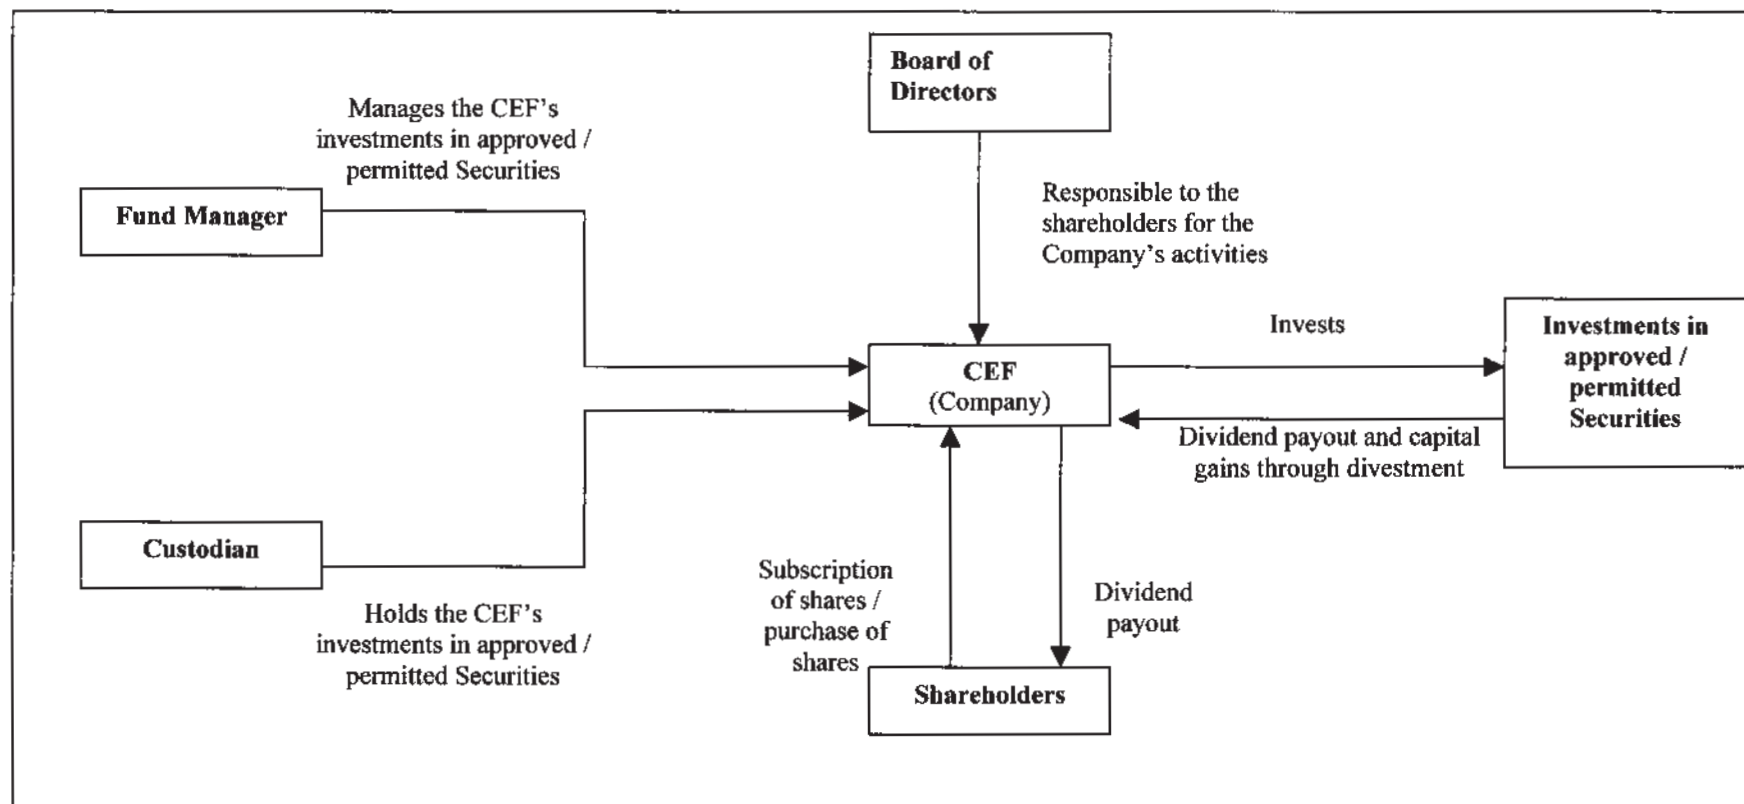 Board of
Directors
Manages the CEF's
investments in approved /
permitted Securities
Fund Manager
Responsible to the
shareholders for the
Company's activities
Invests
Investments in
approved /
permitted
Securities
CEF
(Company)
Dividend payout and capital
gains through divestment
Custodian
Holds the CEF's
investments in approved /
permitted Securities
Subscription
of shares /
purchase of
shares
Dividend
payout
Shareholders